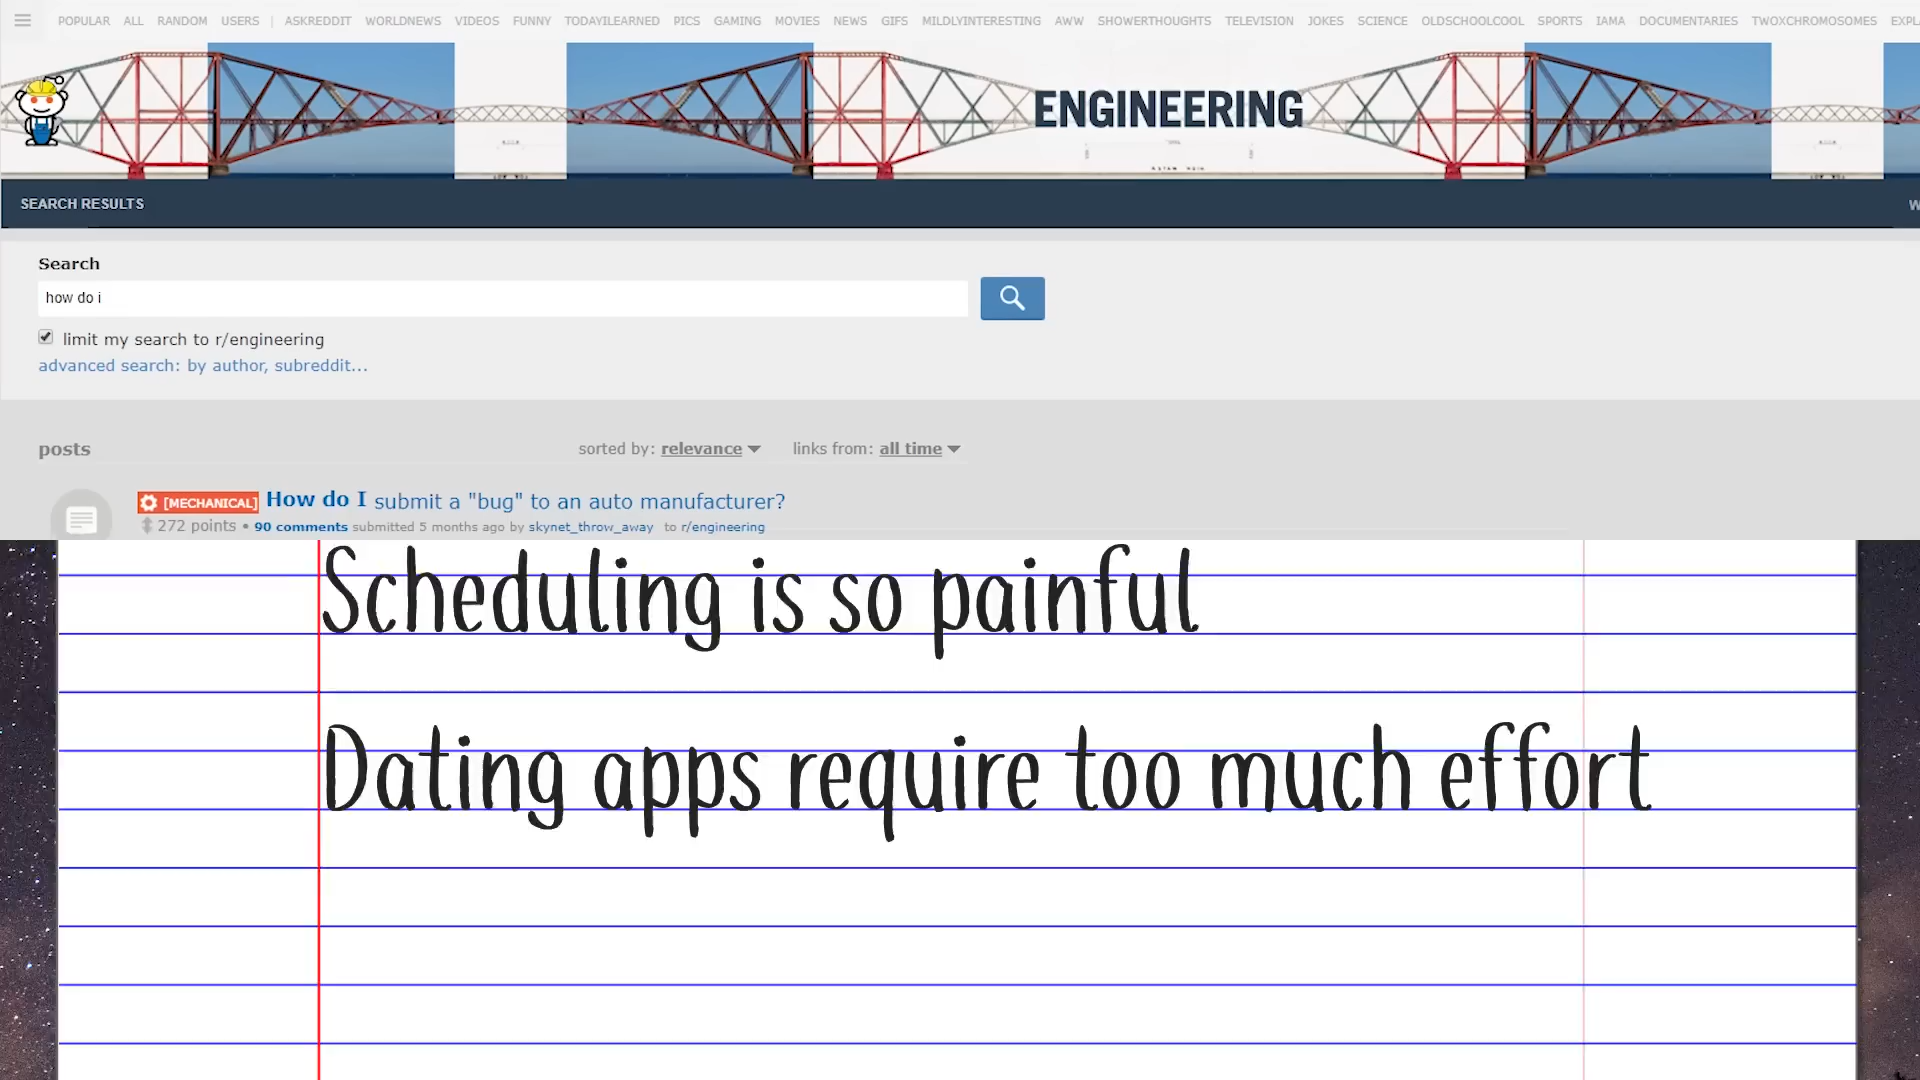 POPULAR ALL RANDOM USERS | ASKREDDIT WORLDNEWS VIDEOS FUNNY TODAYILEARNED PICS GAMING MOVIES NEWS GIFS MILDLYINTERESTING AWW SHOWERTHOUGHTS TELEVISION JOKES SCIENCE OLDSCHOOLCOOL SPORTS IAMA DOCUMENTARIES TWOXCHROMOSOMES EXPL
ENGINEERING
SEARCH RESULTS W
Search
how do i
limit my search to r/engineering
advanced search: by author, subreddit...
posts sorted by: relevance links from: all time
[MECHANICAL] How do I submit a "bug" to an auto manufacturer?
272 points • 90 comments submitted 5 months ago by skynet_throw_away to r/engineering
Scheduling is so painful
Dating apps require too much effort